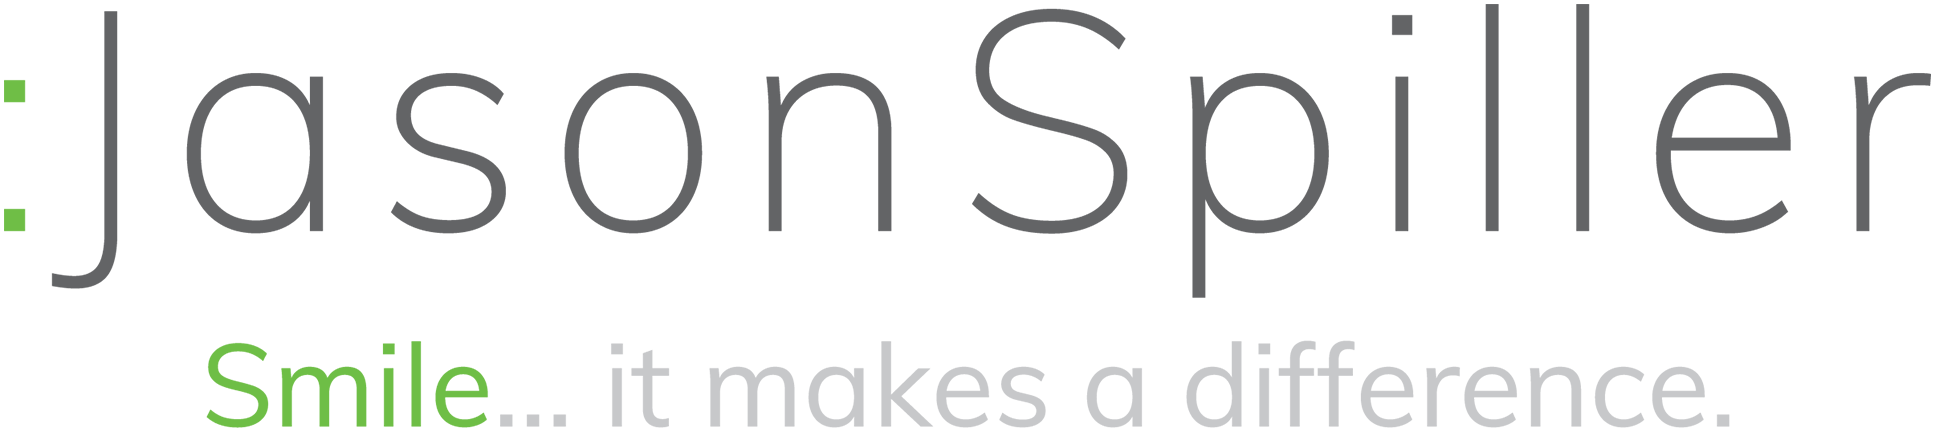 :JasonSpiller
Smile... it makes a difference.